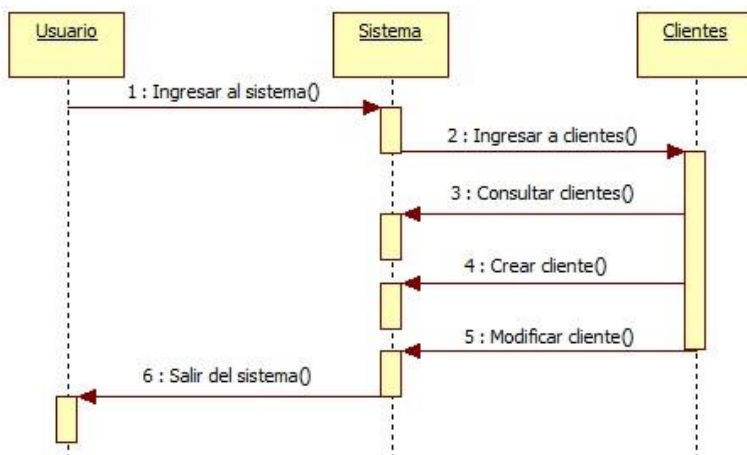 Usuario
Sistema
Clientes
1 : Ingresar al sistema()
2 : Ingresar a clientes()
3 : Consultar clientes()
4 : Crear cliente()
5 : Modificar cliente()
6 : Salir del sistema()